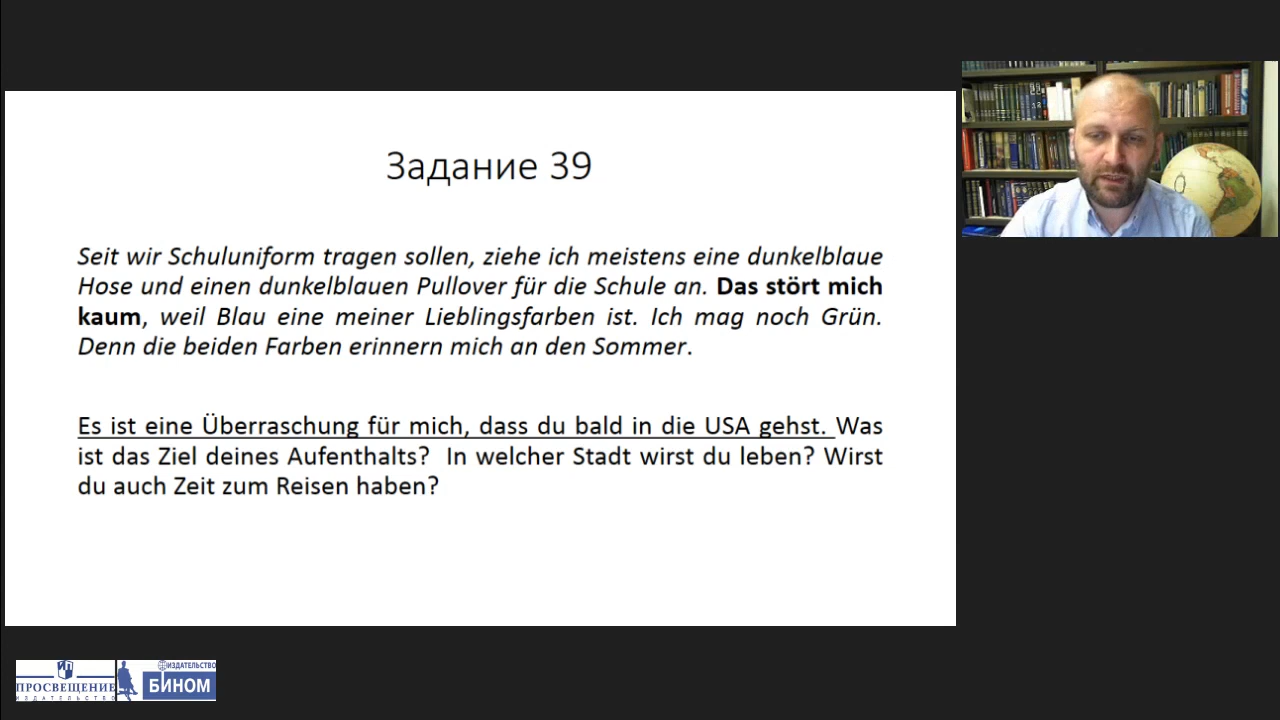 Задание 39
Seit wir Schuluniform tragen sollen, ziehe ich meistens eine dunkelblaue
Hose und einen dunkelblauen Pullover für die Schule an. Das stört mich
kaum, weil Blau eine meiner Lieblingsfarben ist. Ich mag noch Grün.
Denn die beiden Farben erinnern mich an den Sommer.
Es ist eine Überraschung für mich, dass du bald in die USA gehst. Was
ist das Ziel deines Aufenthalts? In welcher Stadt wirst du leben? Wirst
du auch Zeit zum Reisen haben?
ПРОСВЕЩЕНИЕ
ИЗДАТЕЛЬСТВО
ИЗДАТЕЛЬСТВО
БИНОМ